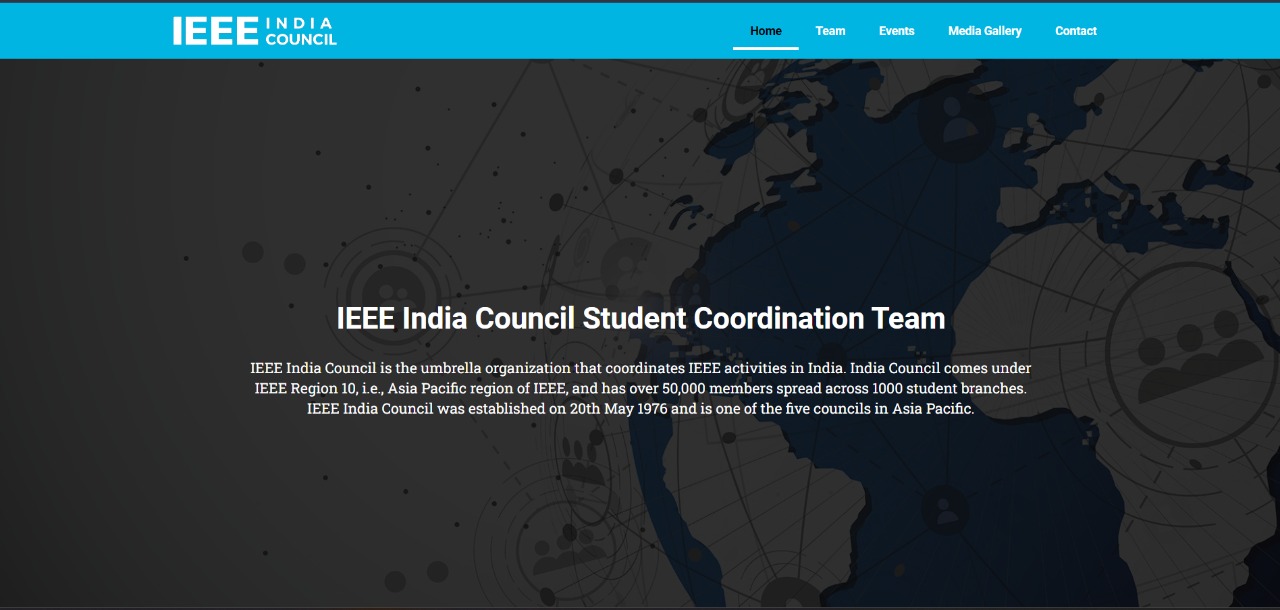 IEEE INDIA COUNCIL
Home Team Events Media Gallery Contact
IEEE India Council Student Coordination Team
IEEE India Council is the umbrella organization that coordinates IEEE activities in India. India Council comes under
IEEE Region 10, i.e., Asia Pacific region of IEEE, and has over 50,000 members spread across 1000 student branches.
IEEE India Council was established on 20th May 1976 and is one of the five councils in Asia Pacific.